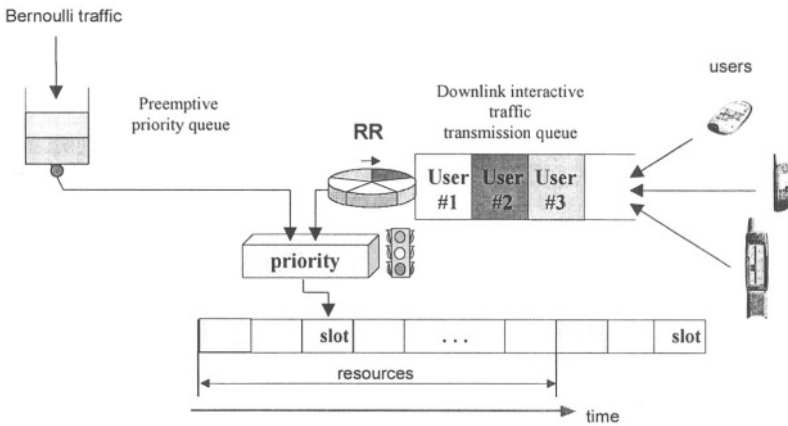 Bernoulli traffic
Preemptive
priority queue
RR
Downlink interactive
traffic
transmission queue
users
User
#1
User
#2
User
#3
priority
slot
. . .
slot
resources
time